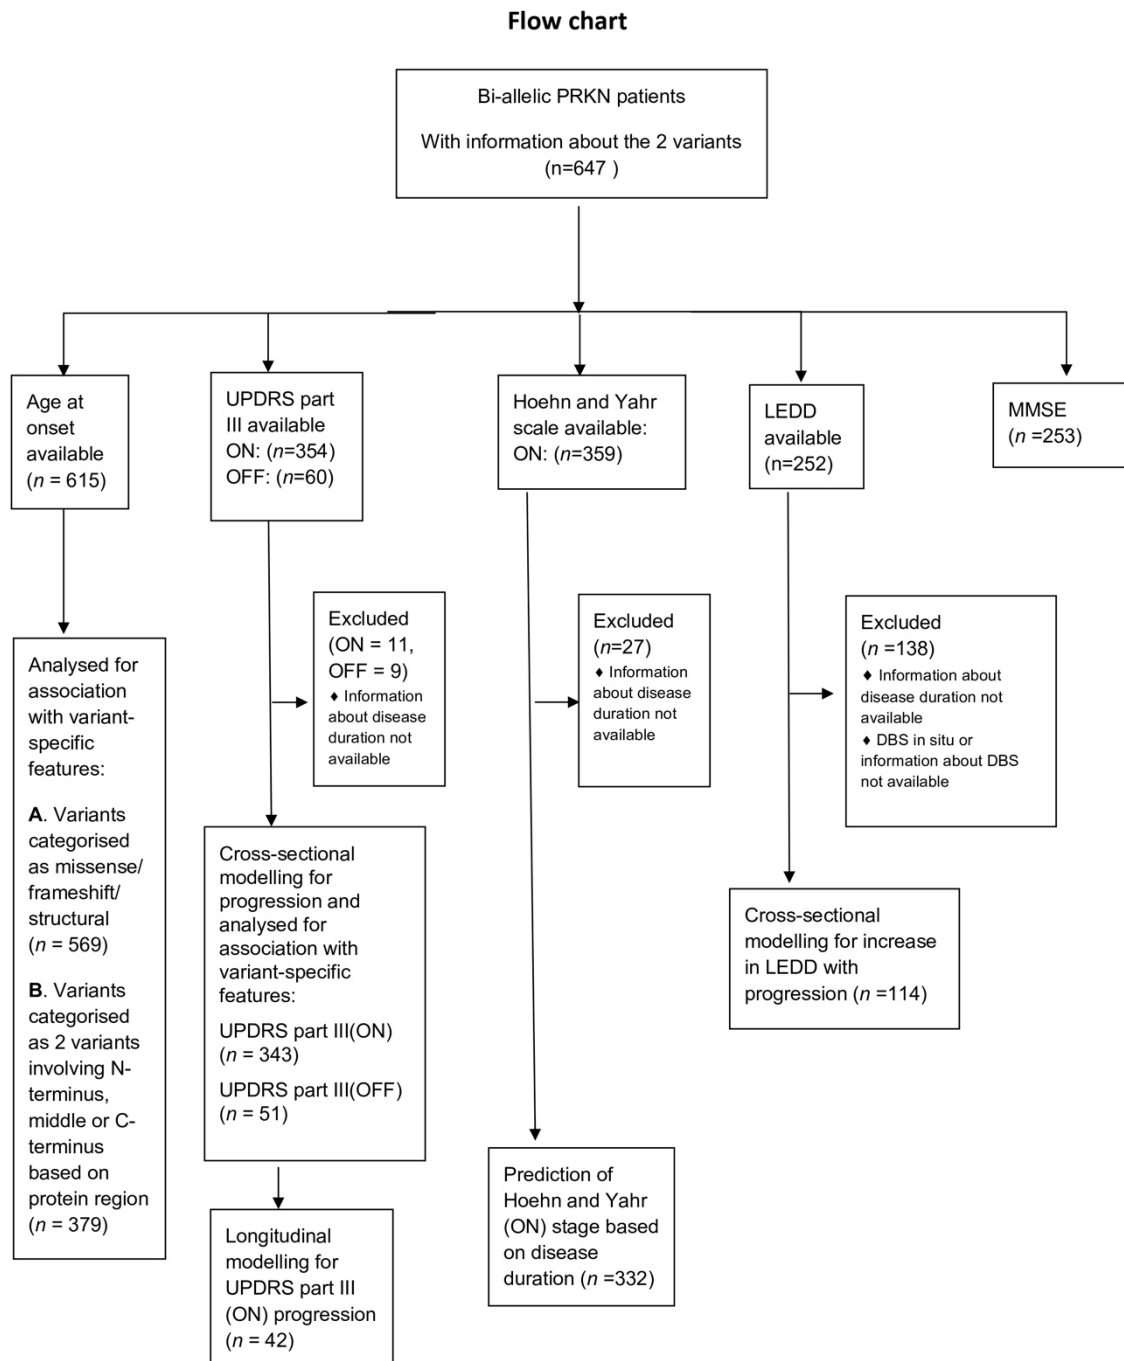 Flow chart
Bi-allelic PRKN patients
With information about the 2 variants
(n=647 )
Age at
onset
available
(n = 615)
UPDRS part
III available
ON: (n=354)
OFF: (n=60)
Hoehn and Yahr
scale available:
ON: (n=359)
LEDD
available
(n=252)
MMSE
(n =253)
Excluded
(ON = 11,
OFF = 9)
♦ Information
about disease
duration not
available
Excluded
(n=27)
♦ Information
about disease
duration not
available
Excluded
(n =138)
♦ Information about
disease duration not
available
♦ DBS in situ or
information about DBS
not available
Analysed for
association
with variant-
specific
features:
A. Variants
categorised
as missense/
frameshift/
structural
(n = 569)
B. Variants
categorised
as 2 variants
involving N-
terminus,
middle or C-
terminus
based on
protein region
(n = 379)
Cross-sectional
modelling for
progression and
analysed for
association with
variant-specific
features:
UPDRS part III(ON)
(n = 343)
UPDRS part III(OFF)
(n = 51)
Cross-sectional
modelling for increase
in LEDD with
progression (n =114)
Prediction of
Hoehn and Yahr
(ON) stage based
on disease
duration (n =332)
Longitudinal
modelling for
UPDRS part III
(ON) progression
(n = 42)